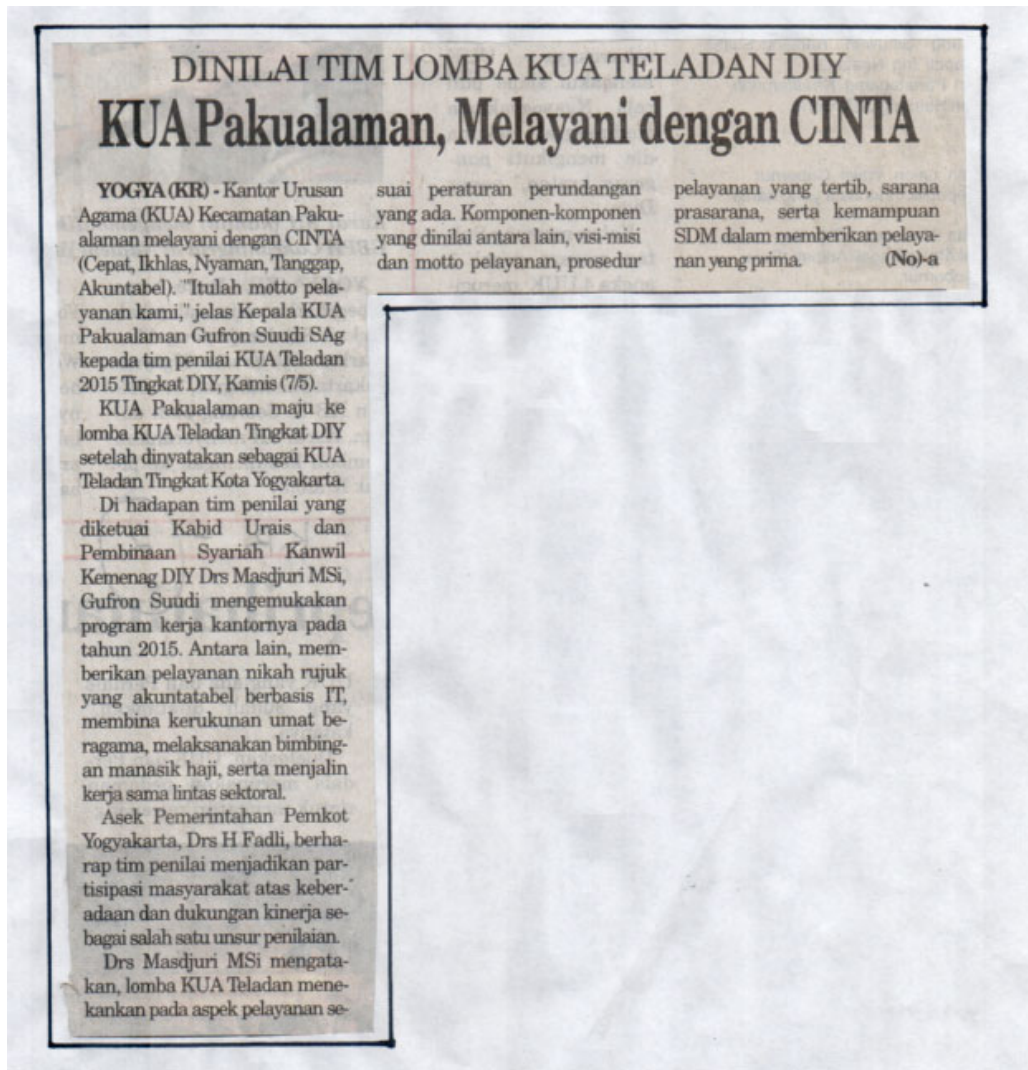 DINILAI TIM LOMBA KUA TELADAN DIY
KUA Pakualaman, Melayani dengan CINTA
YOGYA (KR) - Kantor Urusan
Agama (KUA) Kecamatan Paku-
alaman melayani dengan CINTA
(Cepat, Ikhlas, Nyaman, Tanggap,
Akuntabel). "Itulah motto pela-
yanan kami," jelas Kepala KUA
Pakualaman Gufron Suudi SAg
kepada tim penilai KUA Teladan
2015 Tingkat DIY, Kamis (7/5).
KUA Pakualaman maju ke
lomba KUA Teladan Tingkat DIY
setelah dinyatakan sebagai KUA
Teladan Tingkat Kota Yogyakarta.
Di hadapan tim penilai yang
diketuai Kabid Urais dan
Pembinaan Syariah Kanwil
Kemenag DIY Drs Masdjuri MSi,
Gufron Suudi mengemukakan
program kerja kantornya pada
tahun 2015. Antara lain, mem-
berikan pelayanan nikah rujuk
yang akuntatabel berbasis IT,
membina kerukunan umat be-
ragama, melaksanakan bimbing-
an manasik haji, serta menjalin
kerja sama lintas sektoral.
Asek Pemerintahan Pemkot
Yogyakarta, Drs H Fadli, berha-
rap tim penilai menjadikan par-
tisipasi masyarakat atas keber-
adaan dan dukungan kinerja se-
bagai salah satu unsur penilaian.
Drs Masdjuri MSi mengata-
kan, lomba KUA Teladan mene-
kankan pada aspek pelayanan se-
suai peraturan perundangan
yang ada. Komponen-komponen
yang dinilai antara lain, visi-misi
dan motto pelayanan, prosedur
pelayanan yang tertib, sarana
prasarana, serta kemampuan
SDM dalam memberikan pelaya-
nan yang prima. (No)-a